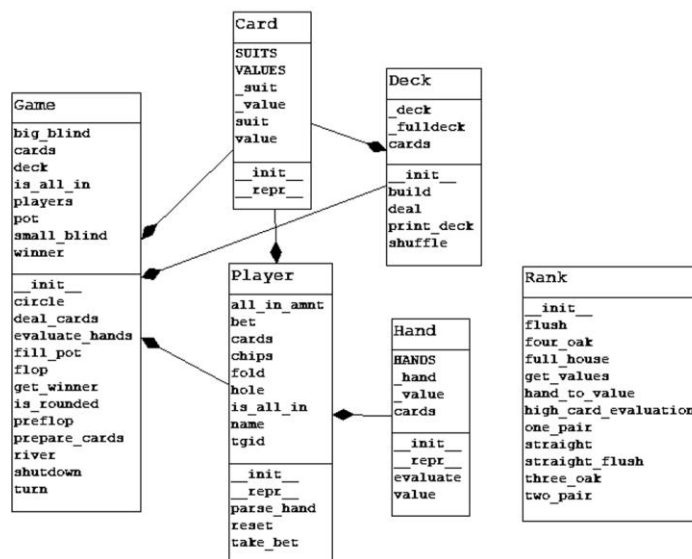 Card
SUITS
VALUES
_suit
_value
suit
value
__init__
__repr__
Deck
_deck
_fulldeck
cards
__init__
build
deal
print_deck
shuffle
Game
big_blind
cards
deck
is_all_in
players
pot
small_blind
winner
__init__
circle
deal_cards
evaluate_hands
fill_pot
flop
get_winner
is_rounded
preflop
prepare_cards
river
shutdown
turn
Player
all_in_amnt
bet
cards
chips
fold
hole
is_all_in
name
tgid
__init__
__repr__
parse_hand
reset
take_bet
Hand
HANDS
_hand
_value
cards
__init__
__repr__
evaluate
value
Rank
__init__
flush
four_oak
full_house
get_values
hand_to_value
high_card_evaluation
one_pair
straight
straight_flush
three_oak
two_pair